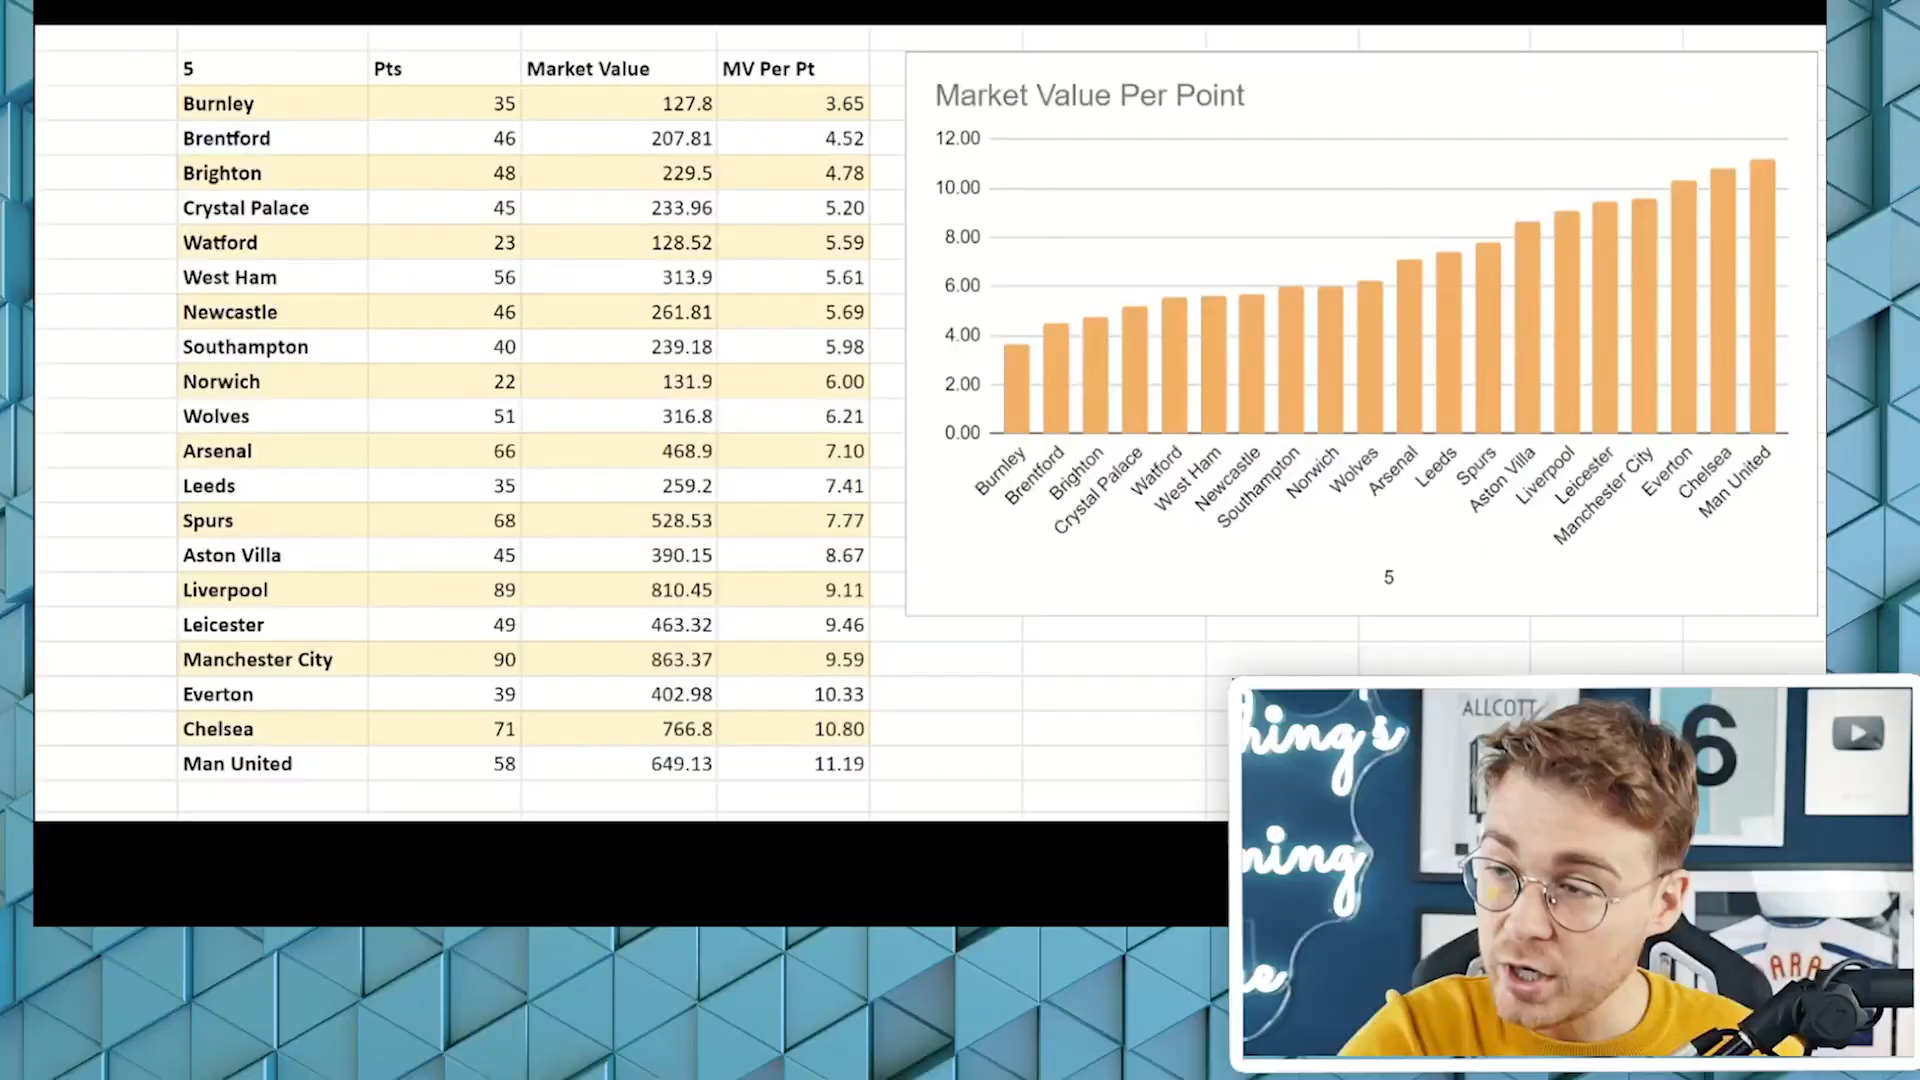 5 Pts Market Value MV Per Pt
Burnley 35 127.8 3.65
Brentford 46 207.81 4.52
Brighton 48 229.5 4.78
Crystal Palace 45 233.96 5.20
Watford 23 128.52 5.59
West Ham 56 313.9 5.61
Newcastle 46 261.81 5.69
Southampton 40 239.18 5.98
Norwich 22 131.9 6.00
Wolves 51 316.8 6.21
Arsenal 66 468.9 7.10
Leeds 35 259.2 7.41
Spurs 68 528.53 7.77
Aston Villa 45 390.15 8.67
Liverpool 89 810.45 9.11
Leicester 49 463.32 9.46
Manchester City 90 863.37 9.59
Everton 39 402.98 10.33
Chelsea 71 766.8 10.80
Man United 58 649.13 11.19
Market Value Per Point
12.00
10.00
8.00
6.00
4.00
2.00
0.00
Burnley
Brentford
Brighton
Crystal Palace
Watford
West Ham
Newcastle
Southampton
Norwich
Wolves
Arsenal
Leeds
Spurs
Aston Villa
Liverpool
Leicester
Manchester City
Everton
Chelsea
Man United
5
hing's
ning
e
ALLCOTT
6
ARA